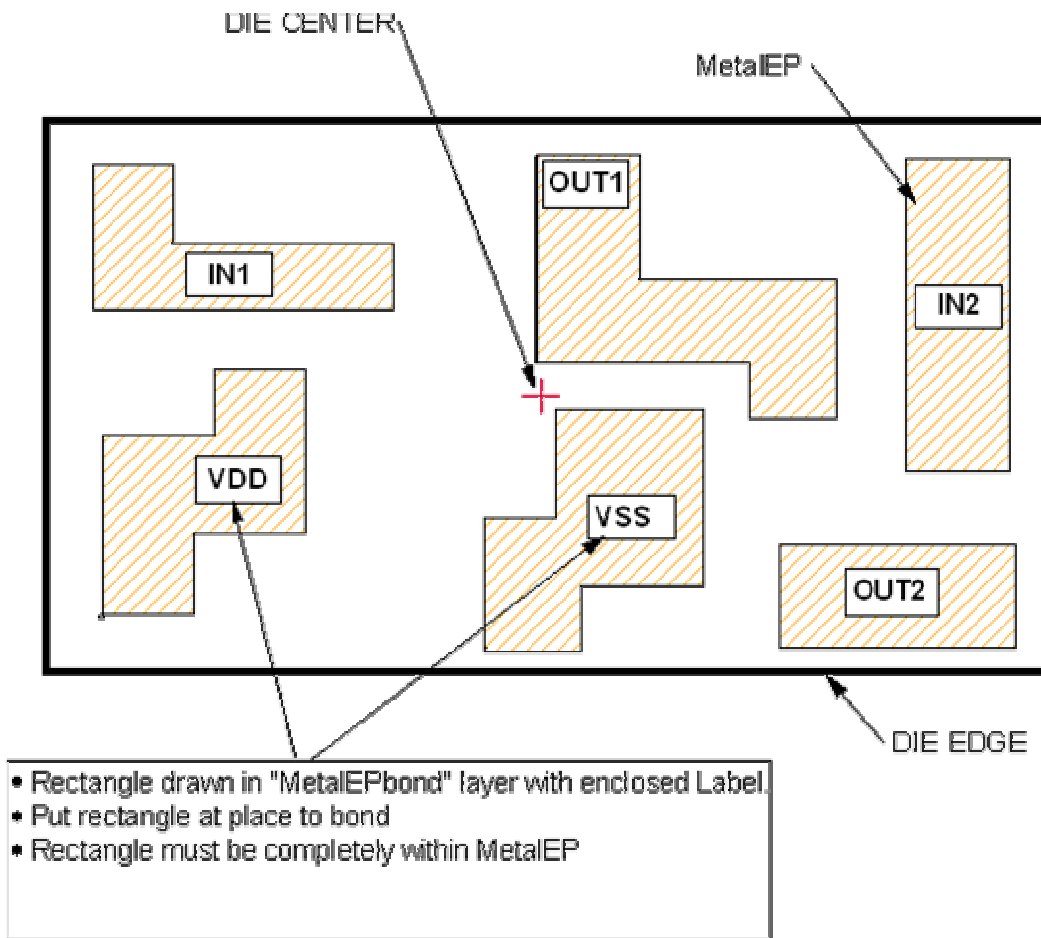 DIE CENTER
MetalEP
OUT1
IN1
IN2
VDD
VSS
OUT2
DIE EDGE
• Rectangle drawn in "MetalEPbond" layer with enclosed Label.
• Put rectangle at place to bond
• Rectangle must be completely within MetalEP